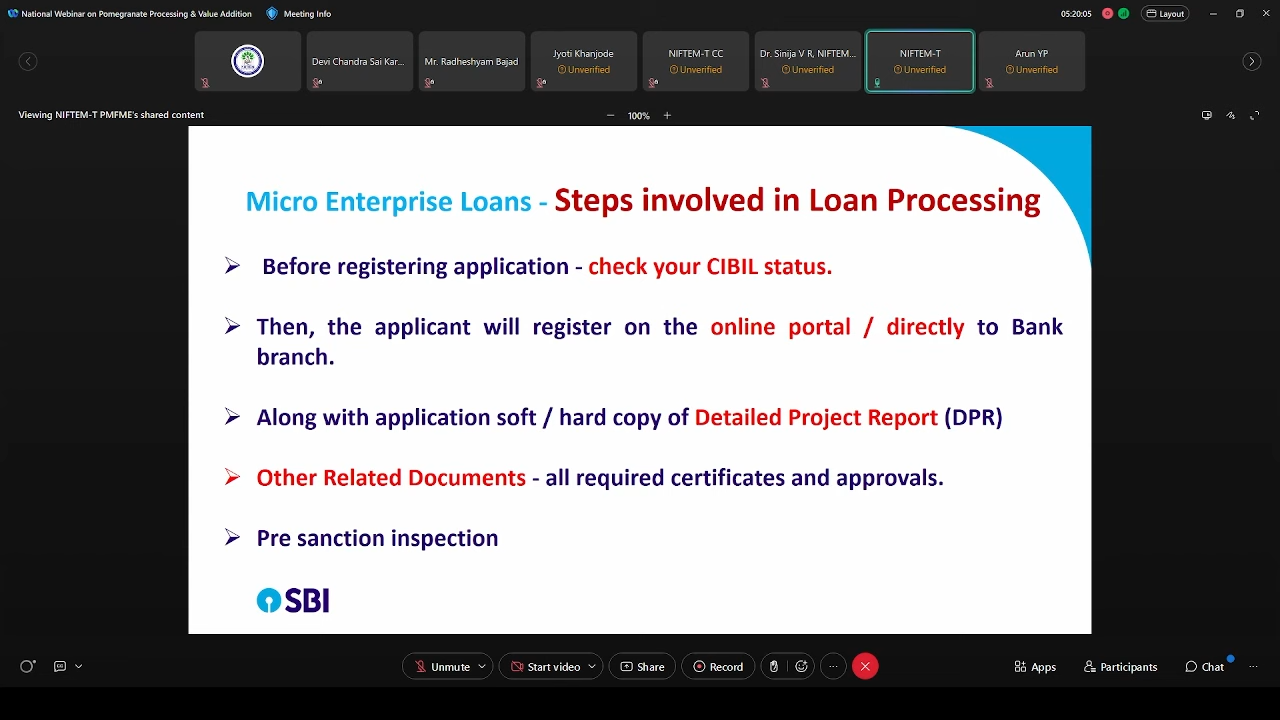 National Webinar on Pomegranate Processing & Value Addition
Meeting Info
05:20:05
Layout
Devi Chandra Sai Kar...
Mr. Radheshyam Bajad
Jyoti Khanjode
Unverified
NIFTEM-T CC
Unverified
Dr. Sinija V R, NIFTEM...
Unverified
NIFTEM-T
Unverified
Arun YP
Unverified
Viewing NIFTEM-T PMFME's shared content
100%
Micro Enterprise Loans - Steps involved in Loan Processing
Before registering application - check your CIBIL status.
Then, the applicant will register on the online portal / directly to Bank
branch.
Along with application soft / hard copy of Detailed Project Report (DPR)
Other Related Documents - all required certificates and approvals.
Pre sanction inspection
SBI
Unmute
Start video
Share
Record
Apps
Participants
Chat